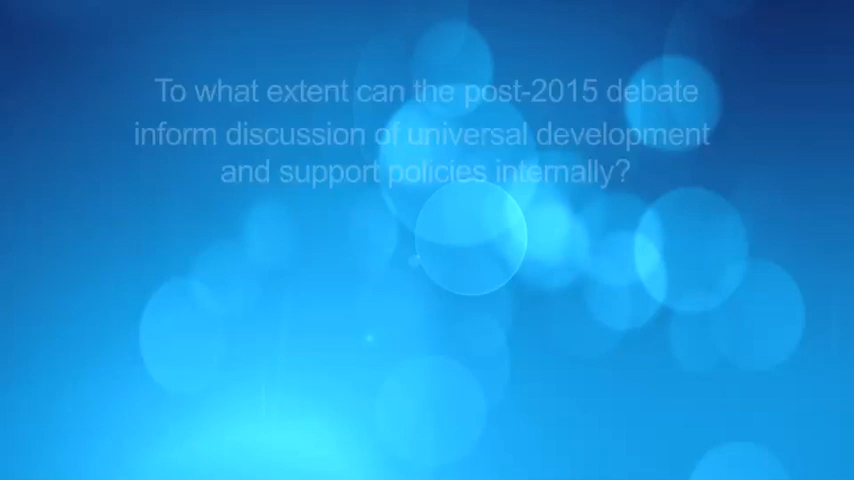 To what extent can the post-2015 debate
inform discussion of universal development
and support policies internally?